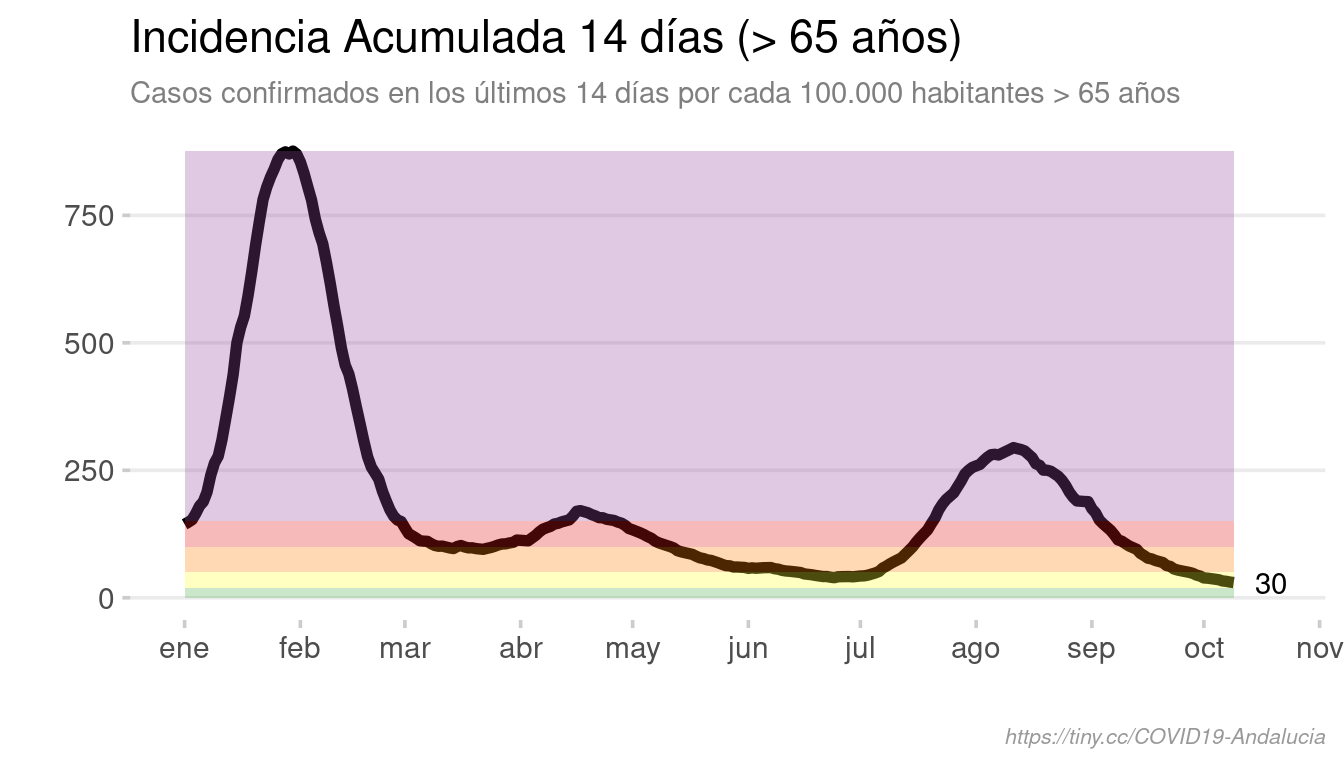 Incidencia Acumulada 14 días (> 65 años)
Casos confirmados en los últimos 14 días por cada 100.000 habitantes > 65 años
750
500
250
0
30
ene feb mar abr may jun jul ago sep oct nov
https://tiny.cc/COVID19-Andalucia